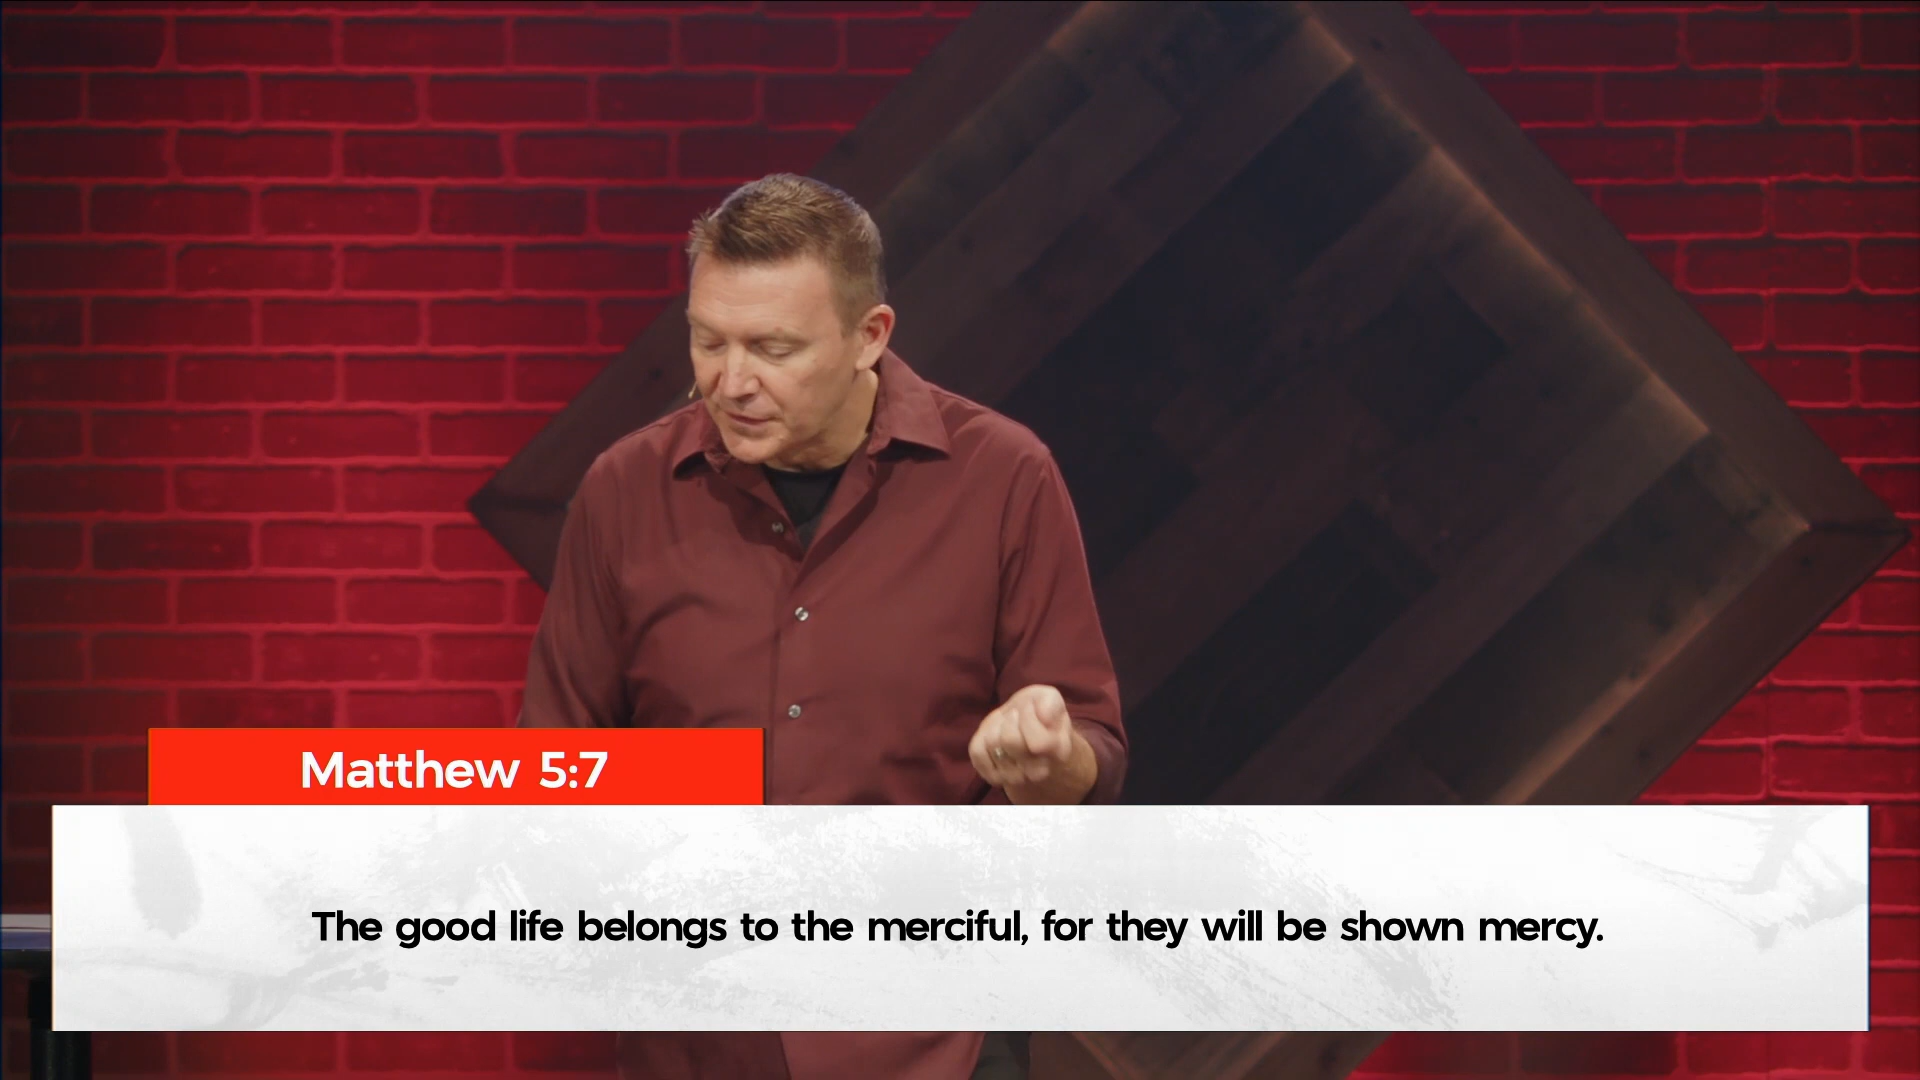 Matthew 5:7
The good life belongs to the merciful, for they will be shown mercy.